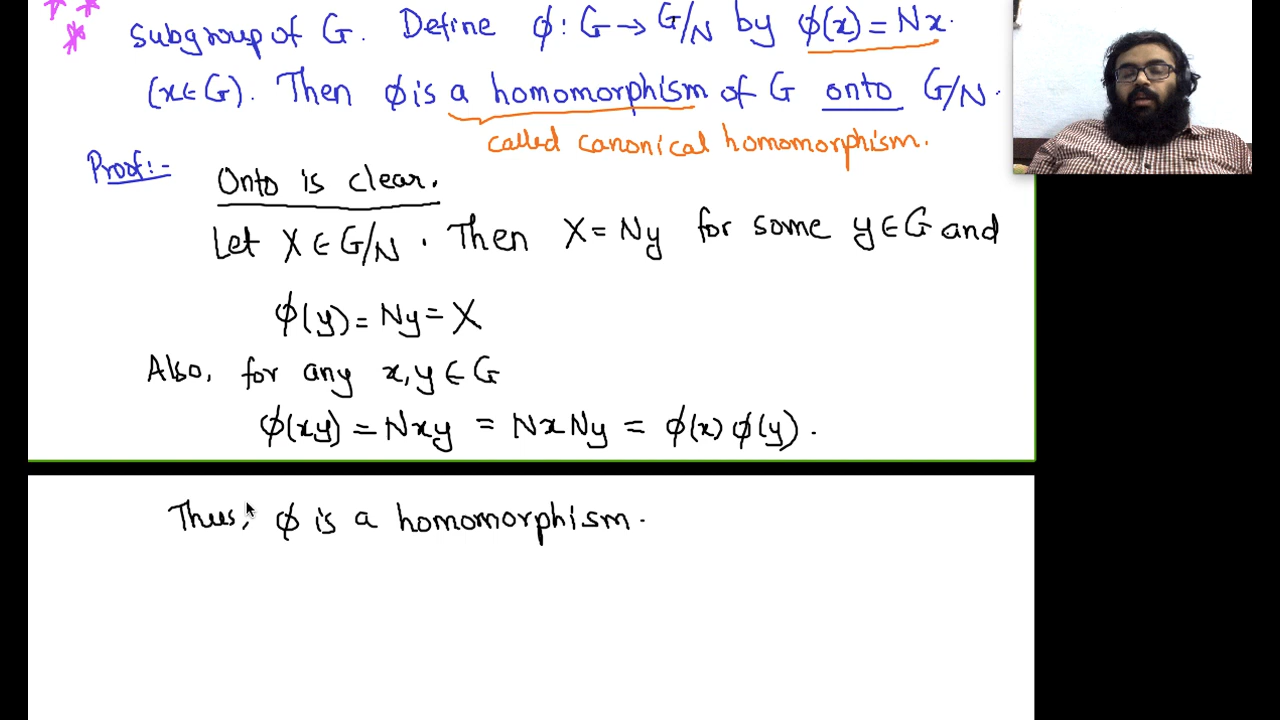 subgroup of G. Define ϕ : G → G/N by ϕ(x) = Nx.
(x ∈ G). Then ϕ is a homomorphism of G onto G/N.
called canonical homomorphism.
Proof:-
Onto is clear.
Let X ∈ G/N. Then X = Ny for some y ∈ G and
ϕ(y) = Ny = X
Also, for any x, y ∈ G
ϕ(xy) = Nxy = NxNy = ϕ(x) ϕ(y).
Thus, ϕ is a homomorphism.